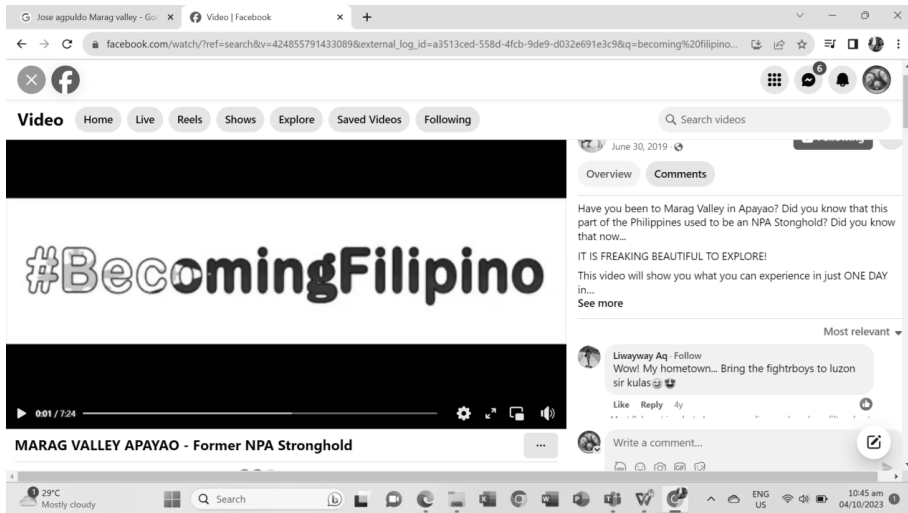 Jose agpuldo Marag valley - Go
Video | Facebook
facebook.com/watch/?ref=search&v=424855791433089&external_log_id=a3513ced-558d-4fcb-9de9-d032e691e3c9&q=becoming%20filipino...
6
Video
Home Live Reels Shows Explore Saved Videos Following
Search videos
June 30, 2019
Following
Overview Comments
#BecomingFilipino
Have you been to Marag Valley in Apayao? Did you know that this
part of the Philippines used to be an NPA Stonghold? Did you know
that now...
IT IS FREAKING BEAUTIFUL TO EXPLORE!
This video will show you what you can experience in just ONE DAY
in...
See more
Most relevant
Liwayway Aq · Follow
Wow! My hometown... Bring the fightrboys to luzon
sir kulas
Like Reply 4y
0:01 / 7:24
MARAG VALLEY APAYAO - Former NPA Stronghold
...
Write a comment...
GIF
29°C
Mostly cloudy
Search
ENG
US
10:45 am
04/10/2023